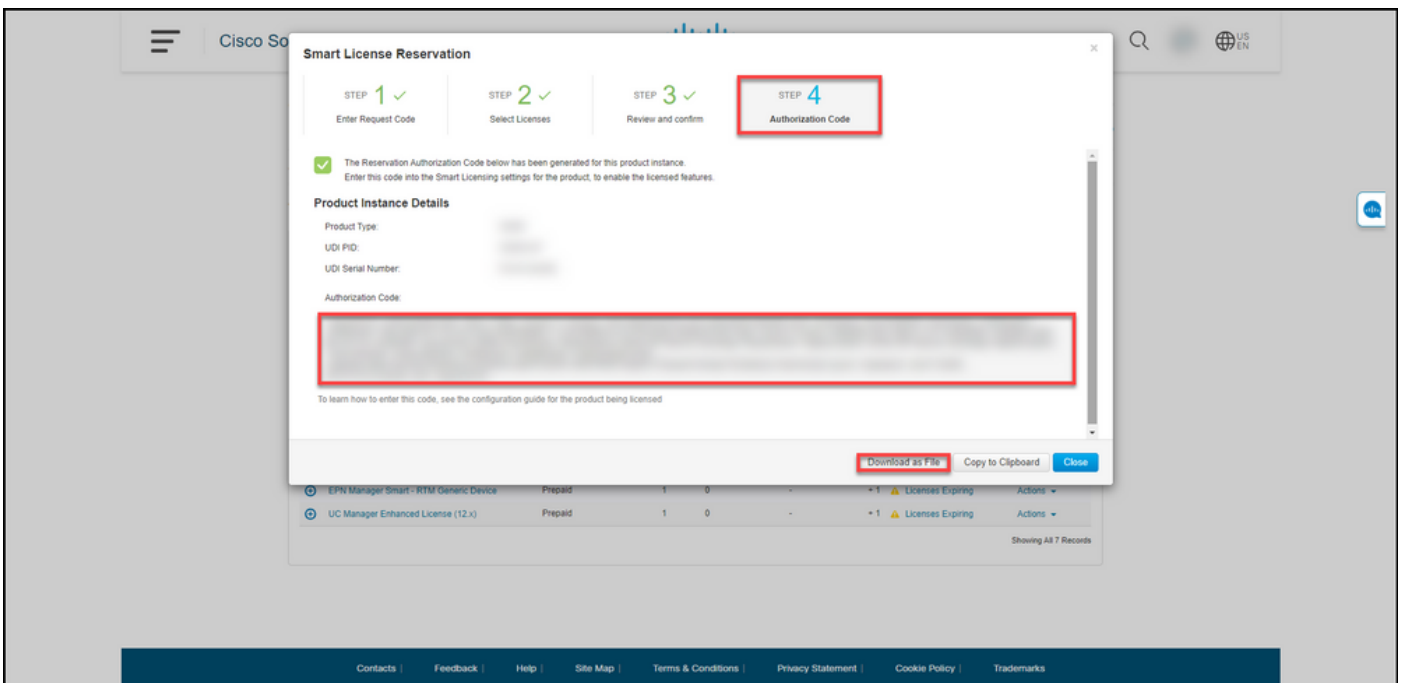 Cisco So
US
EN
Smart License Reservation
×
STEP 1 ✓
Enter Request Code
STEP 2 ✓
Select Licenses
STEP 3 ✓
Review and confirm
STEP 4
Authorization Code
The Reservation Authorization Code below has been generated for this product instance.
Enter this code into the Smart Licensing settings for the product, to enable the licensed features.
Product Instance Details
Product Type:
UDI PID:
UDI Serial Number:
Authorization Code:
To learn how to enter this code, see the configuration guide for the product being licensed
Download as File Copy to Clipboard Close
EPN Manager Smart - RTM Generic Device Prepaid 1 0 - + 1 Licenses Expiring Actions
UC Manager Enhanced License (12.x) Prepaid 1 0 - + 1 Licenses Expiring Actions
Showing All 7 Records
Contacts | Feedback | Help | Site Map | Terms & Conditions | Privacy Statement | Cookie Policy | Trademarks